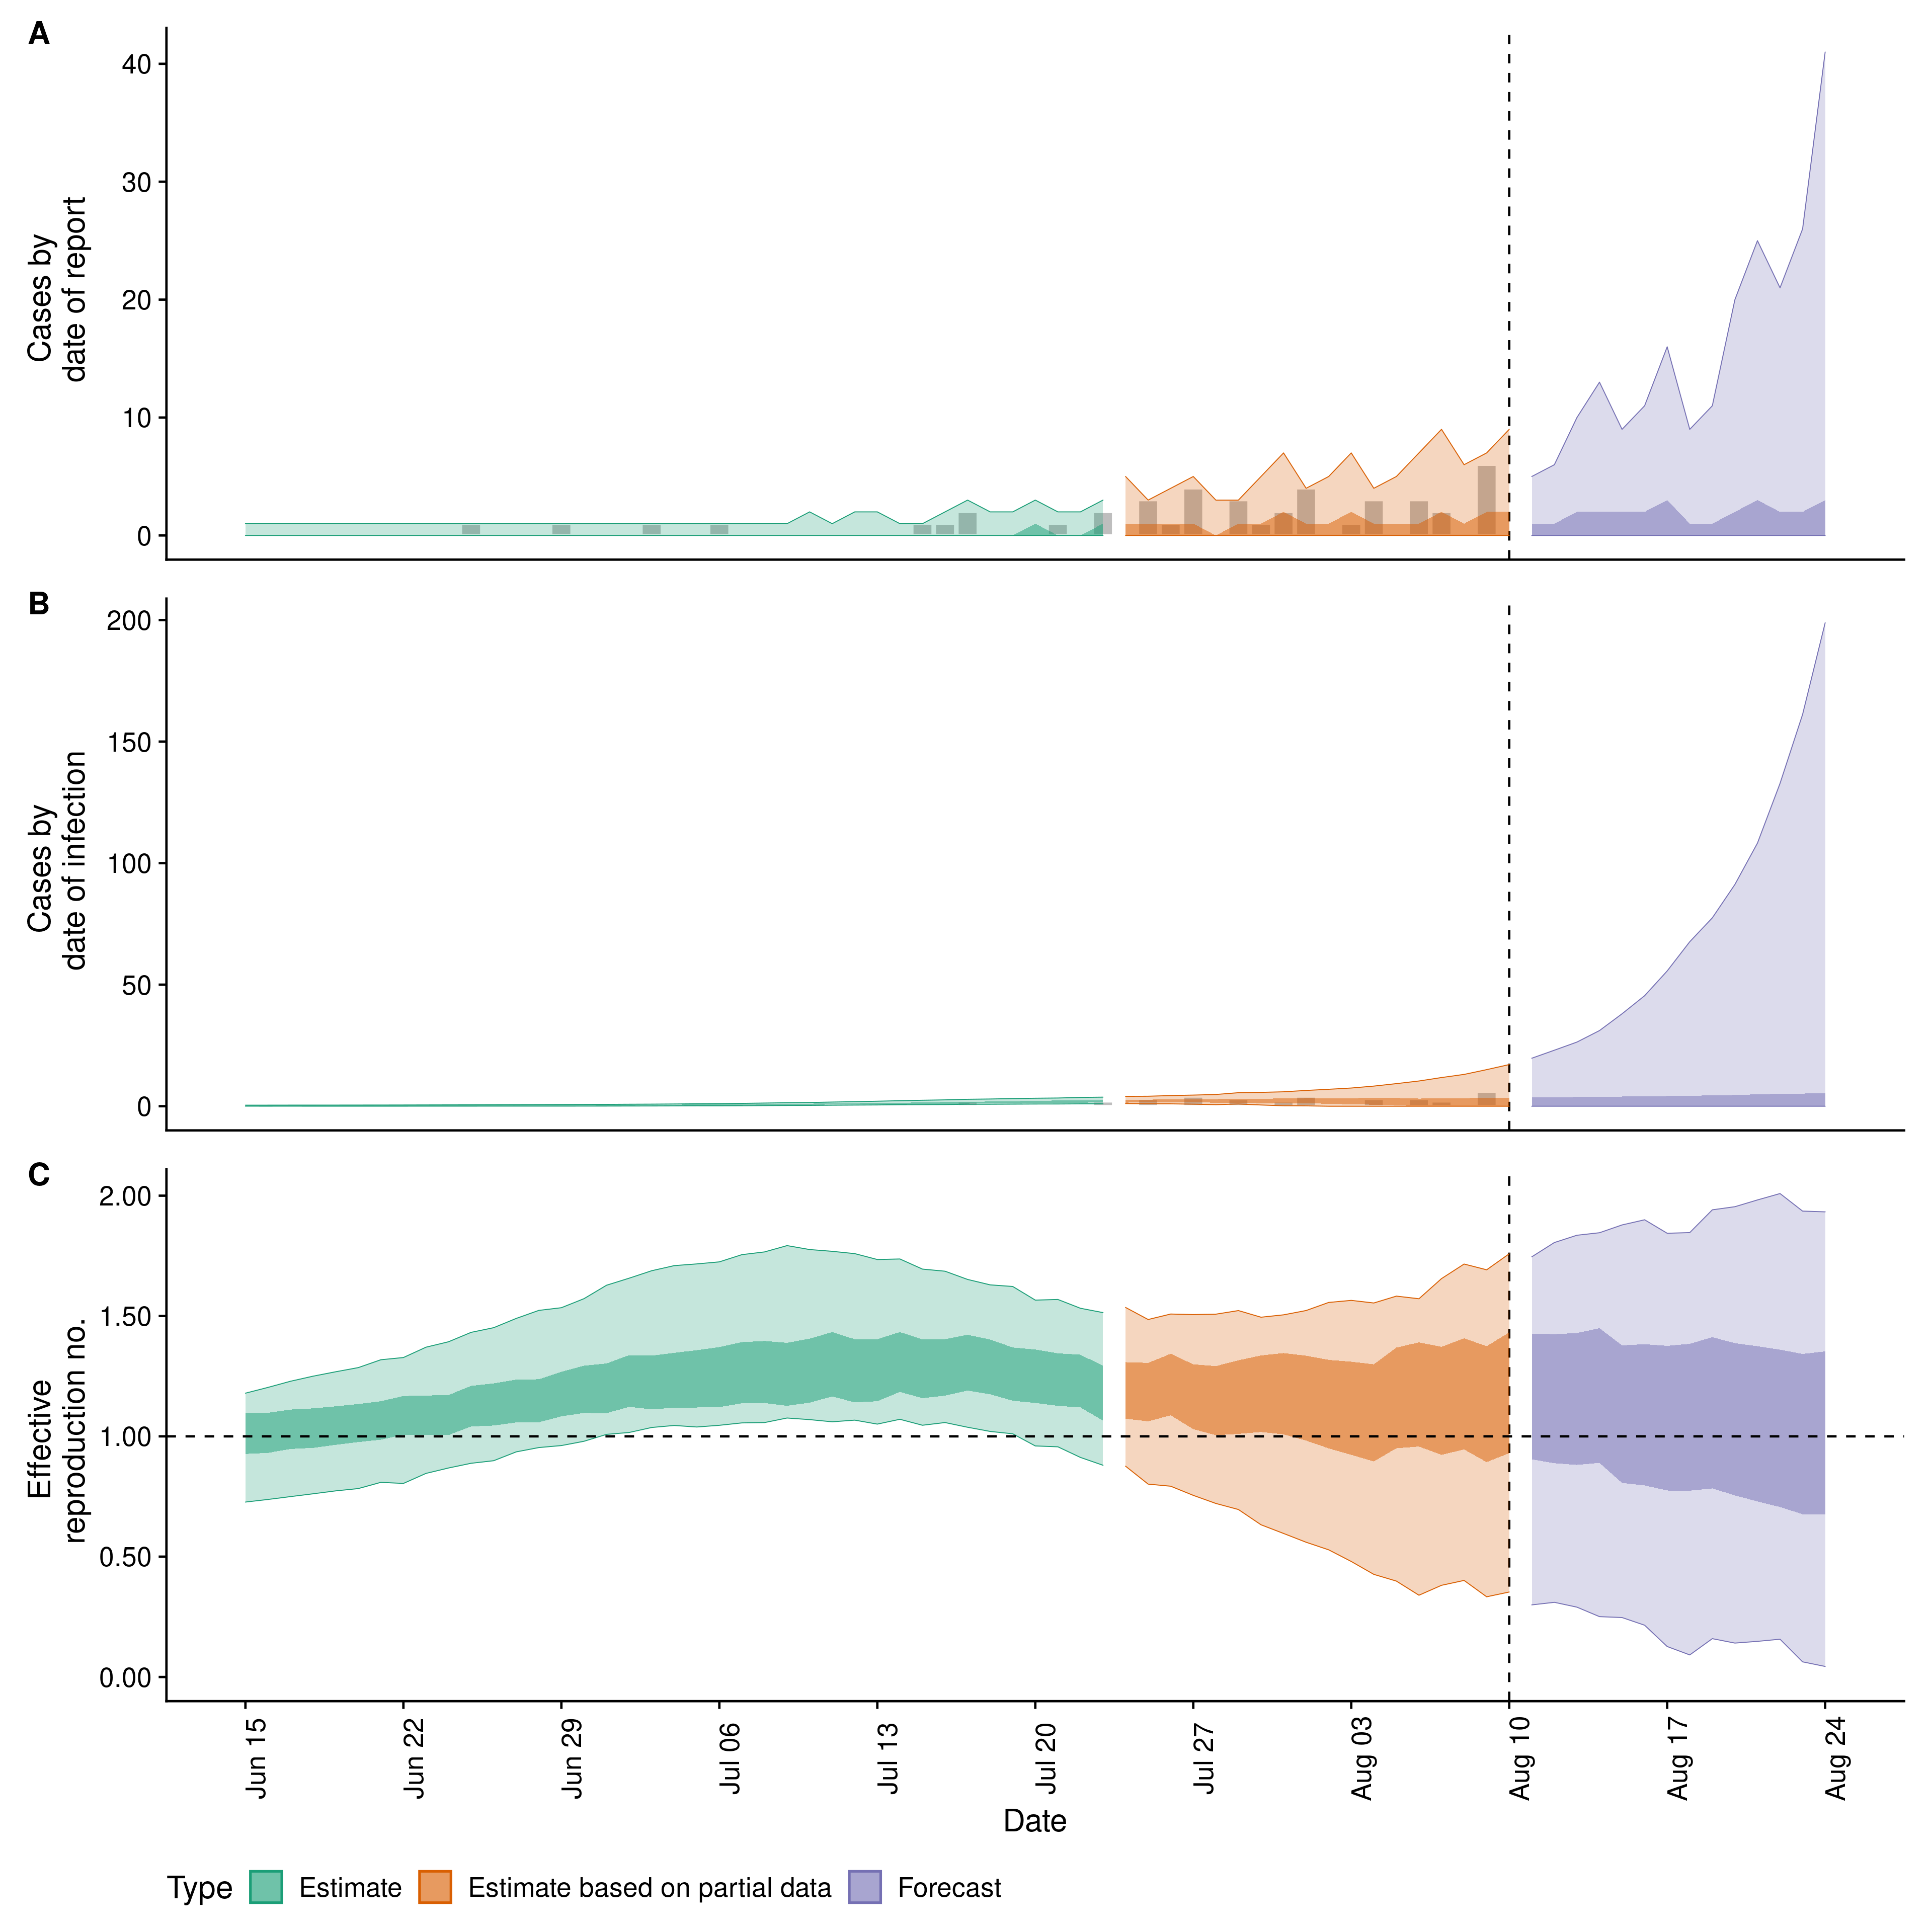 A
40
30
20
10
0
Cases by
date of report
B
200
150
100
50
0
Cases by
date of infection
C
2.00
1.50
1.00
0.50
0.00
Effective
reproduction no.
Jun 15
Jun 22
Jun 29
Jul 06
Jul 13
Jul 20
Jul 27
Aug 03
Aug 10
Aug 17
Aug 24
Date
Type Estimate Estimate based on partial data Forecast